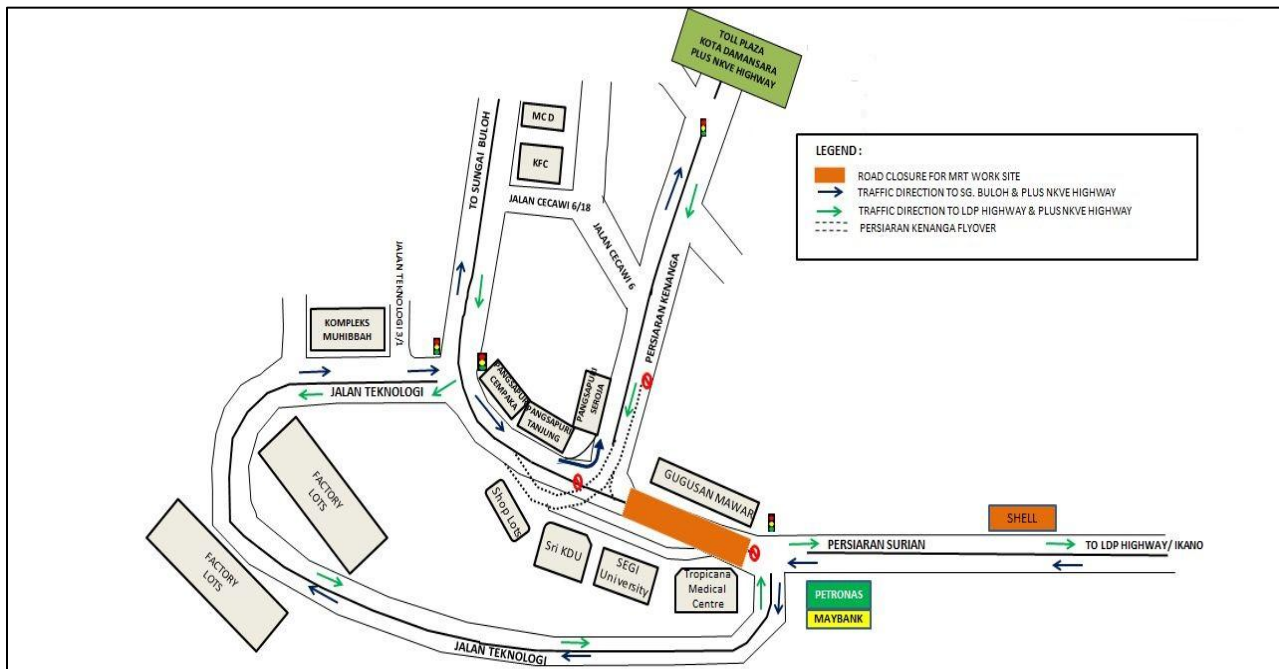 TOLL PLAZA
KOTA DAMANSARA
PLUS NKVE HIGHWAY
LEGEND :
ROAD CLOSURE FOR MRT WORK SITE
TRAFFIC DIRECTION TO SG. BULOH & PLUS NKVE HIGHWAY
TRAFFIC DIRECTION TO LDP HIGHWAY & PLUS NKVE HIGHWAY
PERSIARAN KENANGA FLYOVER
TO SUNGAI BULOH
MCD
KFC
JALAN CECAWI 6/18
JALAN CECAWI 6
PERSIARAN KENANGA
JALAN TEKNOLOGI 3/1
KOMPLEKS
MUHIBBAH
JALAN TEKNOLOGI
PANGSAPURI
CEMPAKA
PANGSAPURI
TANJUNG
PANGSAPURI
SEROJA
FACTORY
LOTS
FACTORY
LOTS
Shop Lots
Sri KDU
SEGI
University
Tropicana
Medical
Centre
GUGUSAN MAWAR
SHELL
PERSIARAN SURIAN
TO LDP HIGHWAY/ IKANO
PETRONAS
MAYBANK
JALAN TEKNOLOGI